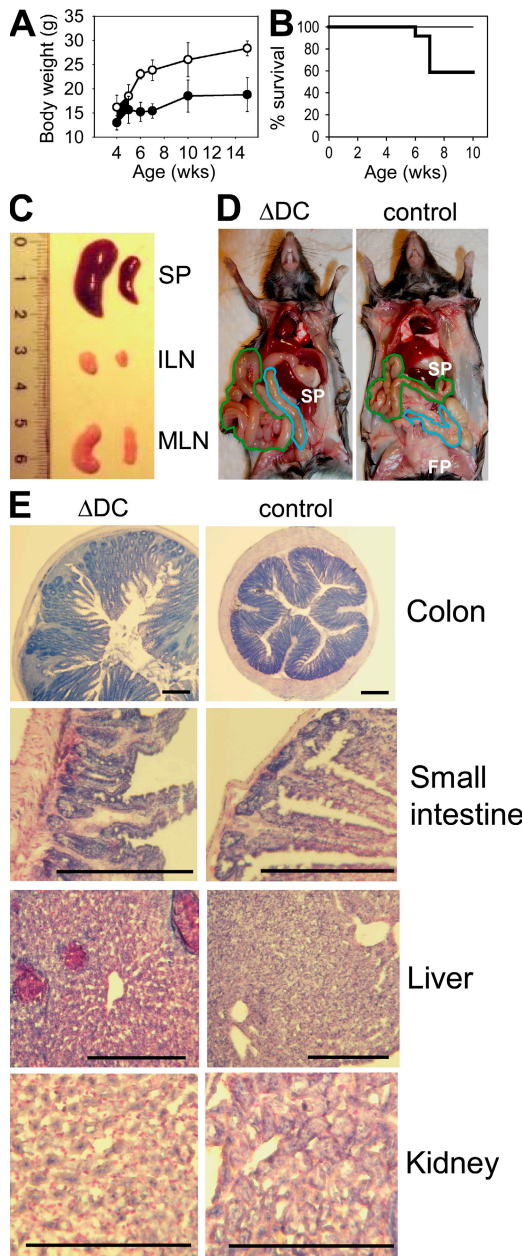 A
Body weight (g)
35
30
25
20
15
10
4 6 8 10 12 14
Age (wks)
B
% survival
100
80
60
40
20
0
0 2 4 6 8 10
Age (wks)
C
0
1
2
3
4
5
6
SP
ILN
MLN
D
ΔDC control
SP
SP
FP
E
ΔDC control
Colon
Small
intestine
Liver
Kidney